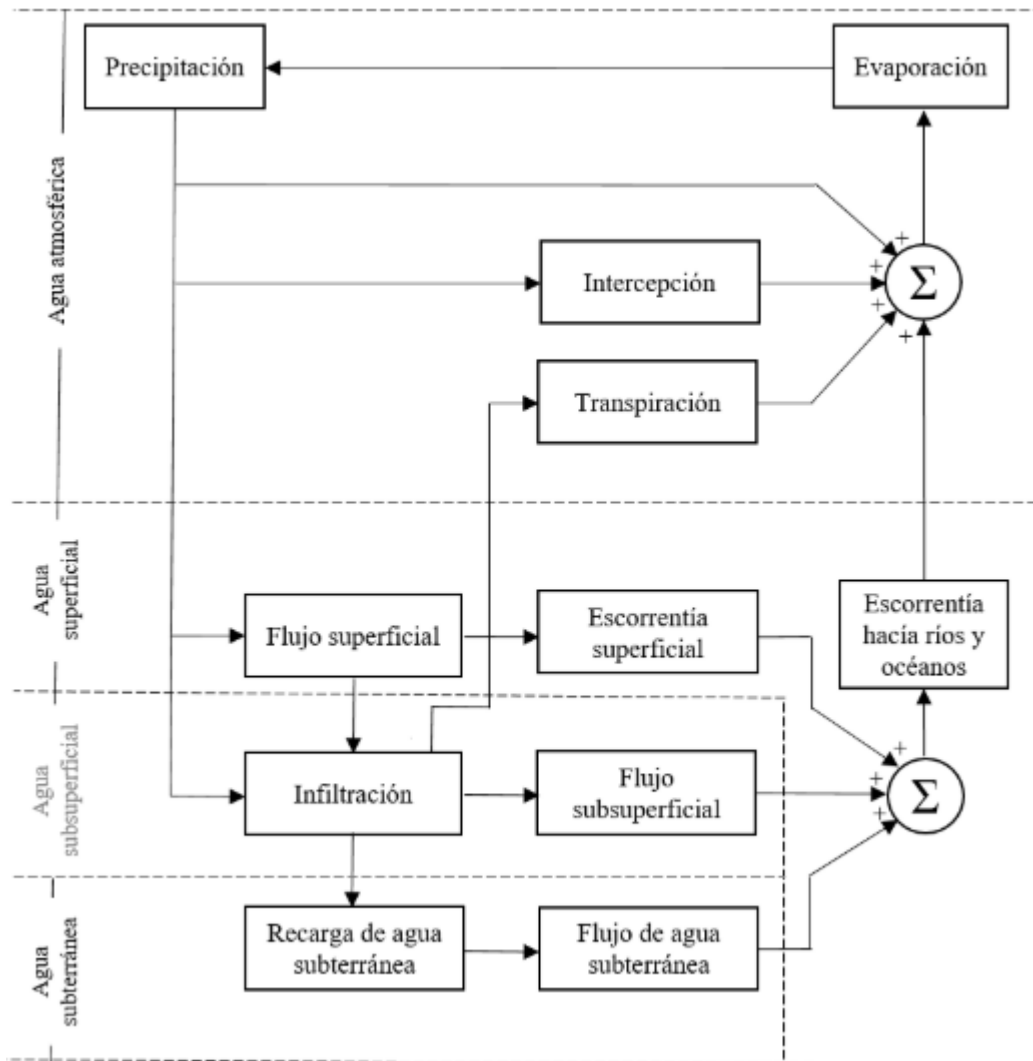 Precipitación
Evaporación
Agua atmosférica
+
Intercepción
+
Σ
+
+
Transpiración
Agua
superficial
Flujo superficial
Escorrentía
superficial
Escorrentía
hacía ríos y
océanos
Agua
subsuperficial
Infiltración
Flujo
subsuperficial
+
+
Σ
+
Agua
subterránea
Recarga de agua
subterránea
Flujo de agua
subterránea